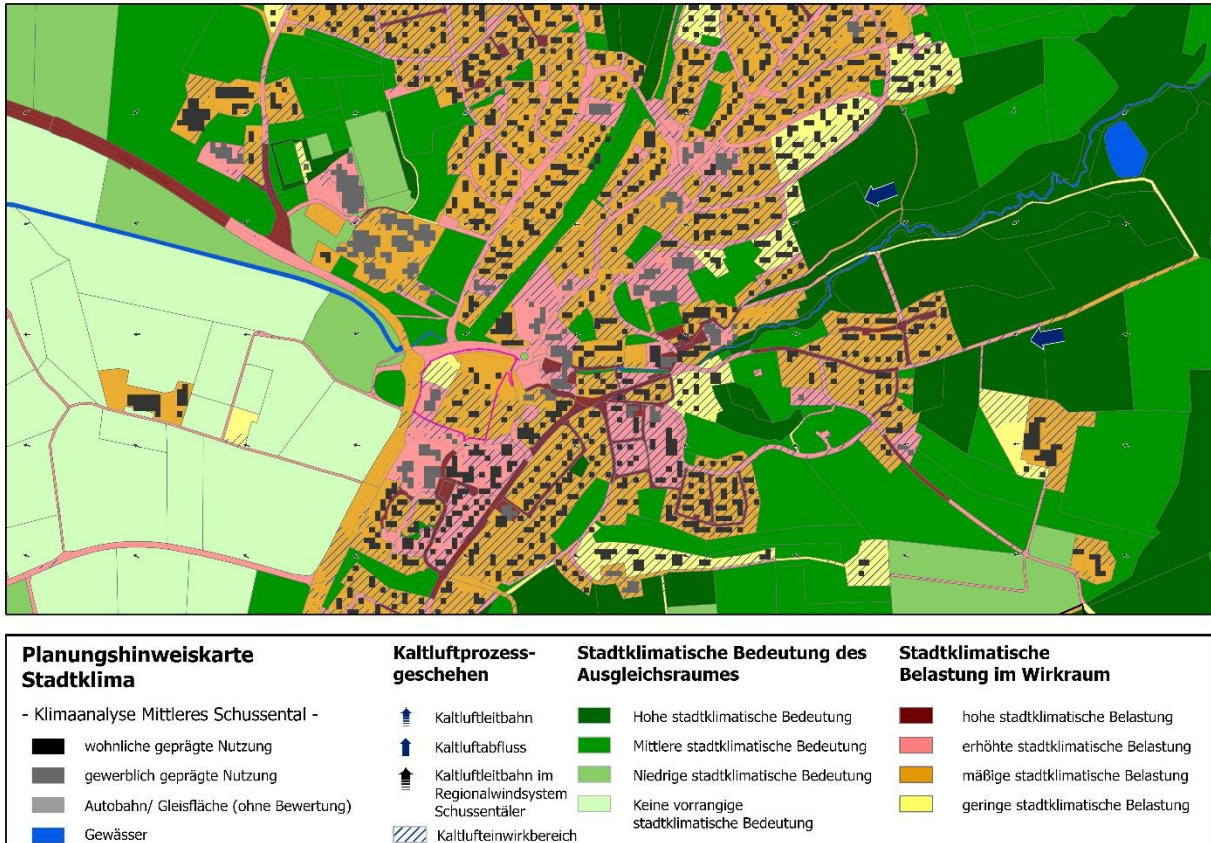 Planungshinweiskarte
Stadtklima
- Klimaanalyse Mittleres Schussental -
wohnliche geprägte Nutzung
gewerblich geprägte Nutzung
Autobahn/ Gleisfläche (ohne Bewertung)
Gewässer
Kaltluftprozess-
geschehen
Kaltluftleitbahn
Kaltluftabfluss
Kaltluftleitbahn im
Regionalwindsystem
Schussentäler
Kaltlufteinwirkbereich
Stadtklimatische Bedeutung des
Ausgleichsraumes
Hohe stadtklimatische Bedeutung
Mittlere stadtklimatische Bedeutung
Niedrige stadtklimatische Bedeutung
Keine vorrangige
stadtklimatische Bedeutung
Stadtklimatische
Belastung im Wirkraum
hohe stadtklimatische Belastung
erhöhte stadtklimatische Belastung
mäßige stadtklimatische Belastung
geringe stadtklimatische Belastung